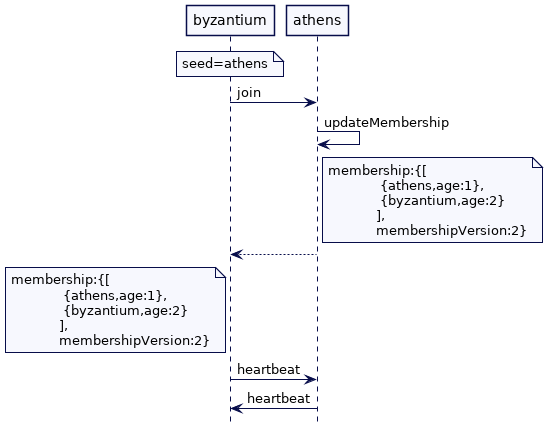 byzantium
athens
seed=athens
join
updateMembership
membership:{[
{athens,age:1},
{byzantium,age:2}
],
membershipVersion:2}
membership:{[
{athens,age:1},
{byzantium,age:2}
],
membershipVersion:2}
heartbeat
heartbeat